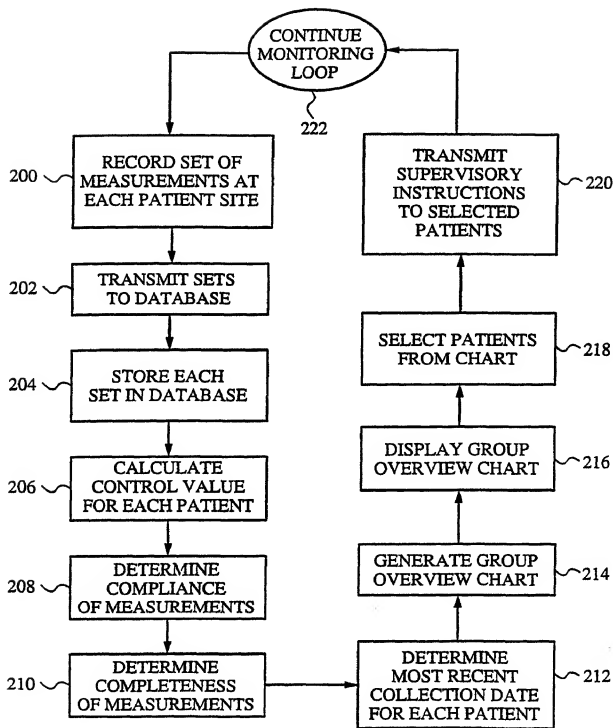 CONTINUE
MONITORING
LOOP
222
200
RECORD SET OF
MEASUREMENTS AT
EACH PATIENT SITE
202
TRANSMIT SETS
TO DATABASE
204
STORE EACH
SET IN DATABASE
206
CALCULATE
CONTROL VALUE
FOR EACH PATIENT
208
DETERMINE
COMPLIANCE
OF MEASUREMENTS
210
DETERMINE
COMPLETENESS
OF MEASUREMENTS
DETERMINE
MOST RECENT
COLLECTION DATE
FOR EACH PATIENT
212
GENERATE GROUP
OVERVIEW CHART
214
DISPLAY GROUP
OVERVIEW CHART
216
SELECT PATIENTS
FROM CHART
218
TRANSMIT
SUPERVISORY
INSTRUCTIONS
TO SELECTED
PATIENTS
220